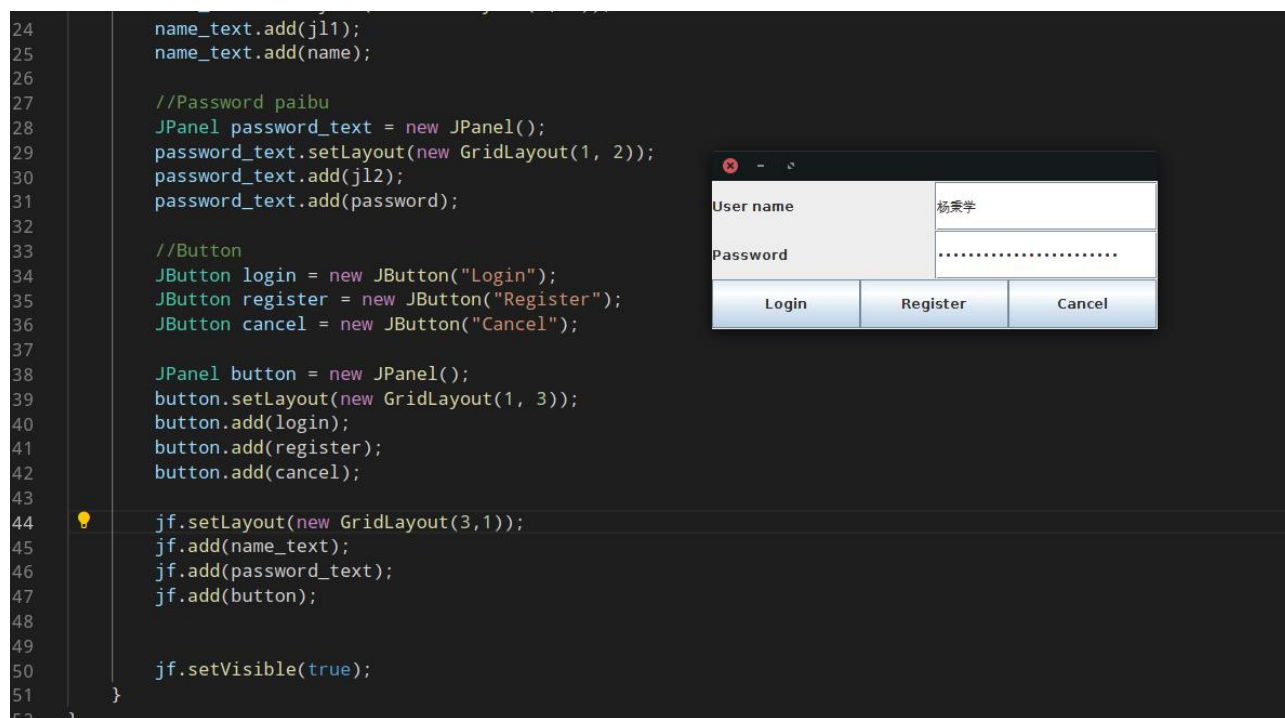 24 name_text.add(jl1);
25 name_text.add(name);
26
27 //Password paibu
28 JPanel password_text = new JPanel();
29 password_text.setLayout(new GridLayout(1, 2));
30 password_text.add(jl2);
31 password_text.add(password);
32
33 //Button
34 JButton login = new JButton("Login");
35 JButton register = new JButton("Register");
36 JButton cancel = new JButton("Cancel");
37
38 JPanel button = new JPanel();
39 button.setLayout(new GridLayout(1, 3));
40 button.add(login);
41 button.add(register);
42 button.add(cancel);
43
44 jf.setLayout(new GridLayout(3,1));
45 jf.add(name_text);
46 jf.add(password_text);
47 jf.add(button);
48
49
50 jf.setVisible(true);
51 }
User name 杨秉学
Password ························
Login Register Cancel